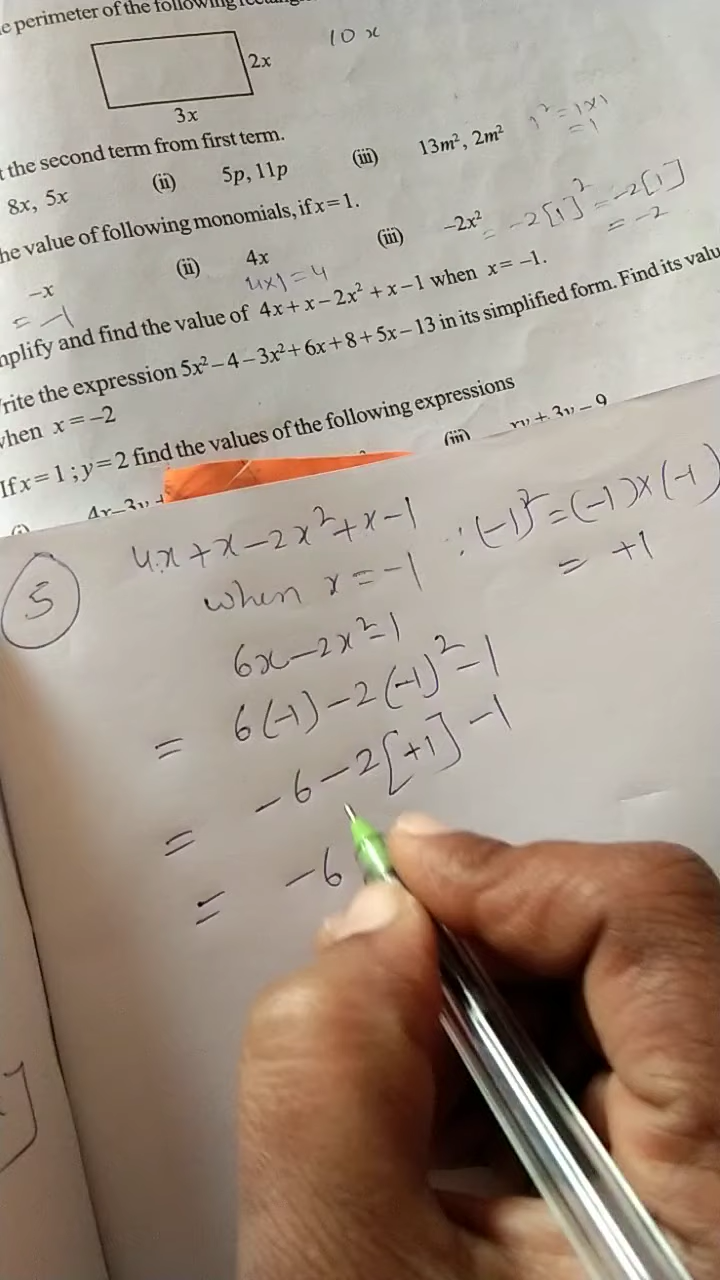 perimeter of the following
2x
10 x
3x
the second term from first term.
8x, 5x (ii) 5p, 11p (iii) 13m², 2m² 1² = 1×1
= 1
value of following monomials, if x = 1.
−x (ii) 4x (iii) −2x² = −2[1]² = −2[1]
= −1 4×1 = 4 = −2
and find the value of 4x + x − 2x² + x − 1 when x = −1.
the expression 5x² − 4 − 3x² + 6x + 8 + 5x − 13 in its simplified form. Find its
when x = −2
If x = 1 ; y = 2 find the values of the following expressions
(iii)
5 4x + x − 2x² + x − 1 ∴ (−1)² = (−1) × (−1)
when x = −1 = +1
6x − 2x² − 1
= 6(−1) − 2(−1)² − 1
= −6 − 2[+1] − 1
= −6